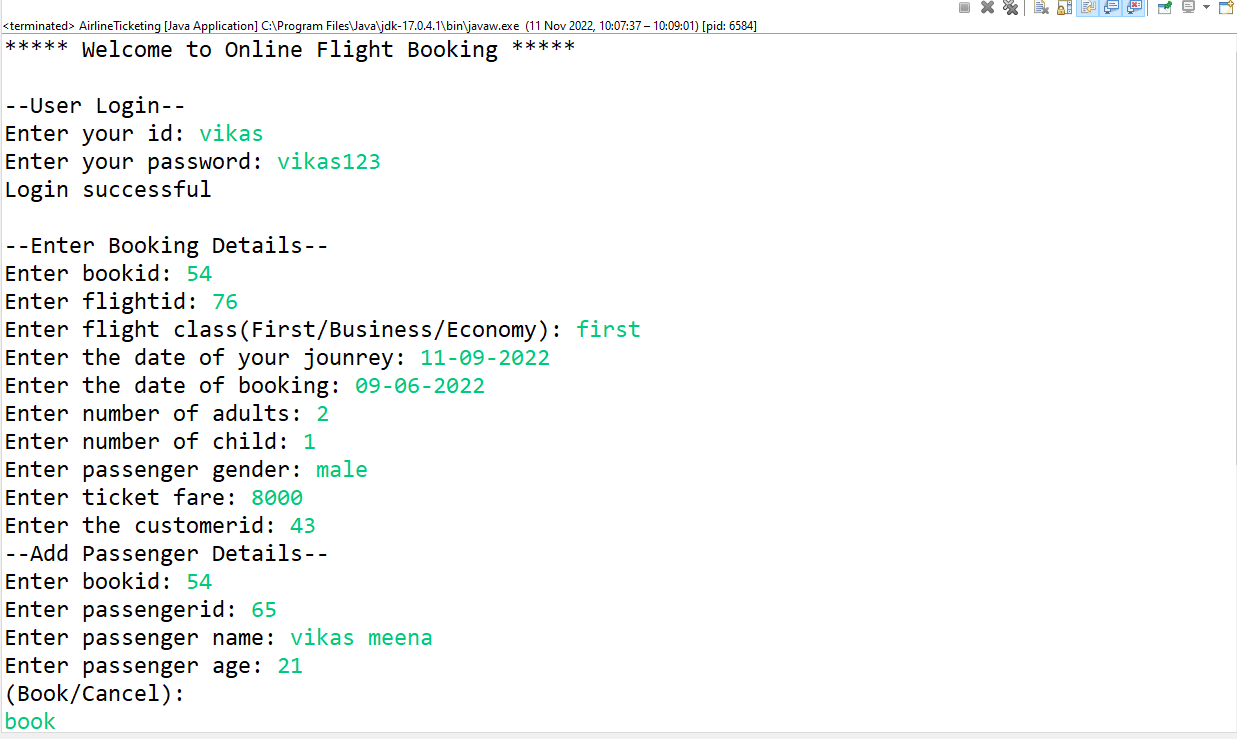 <terminated> AirlineTicketing [Java Application] C:\Program Files\Java\jdk-17.0.4.1\bin\javaw.exe (11 Nov 2022, 10:07:37 – 10:09:01) [pid: 6584]
***** Welcome to Online Flight Booking *****
--User Login--
Enter your id: vikas
Enter your password: vikas123
Login successful
--Enter Booking Details--
Enter bookid: 54
Enter flightid: 76
Enter flight class(First/Business/Economy): first
Enter the date of your jounrey: 11-09-2022
Enter the date of booking: 09-06-2022
Enter number of adults: 2
Enter number of child: 1
Enter passenger gender: male
Enter ticket fare: 8000
Enter the customerid: 43
--Add Passenger Details--
Enter bookid: 54
Enter passengerid: 65
Enter passenger name: vikas meena
Enter passenger age: 21
(Book/Cancel):
book